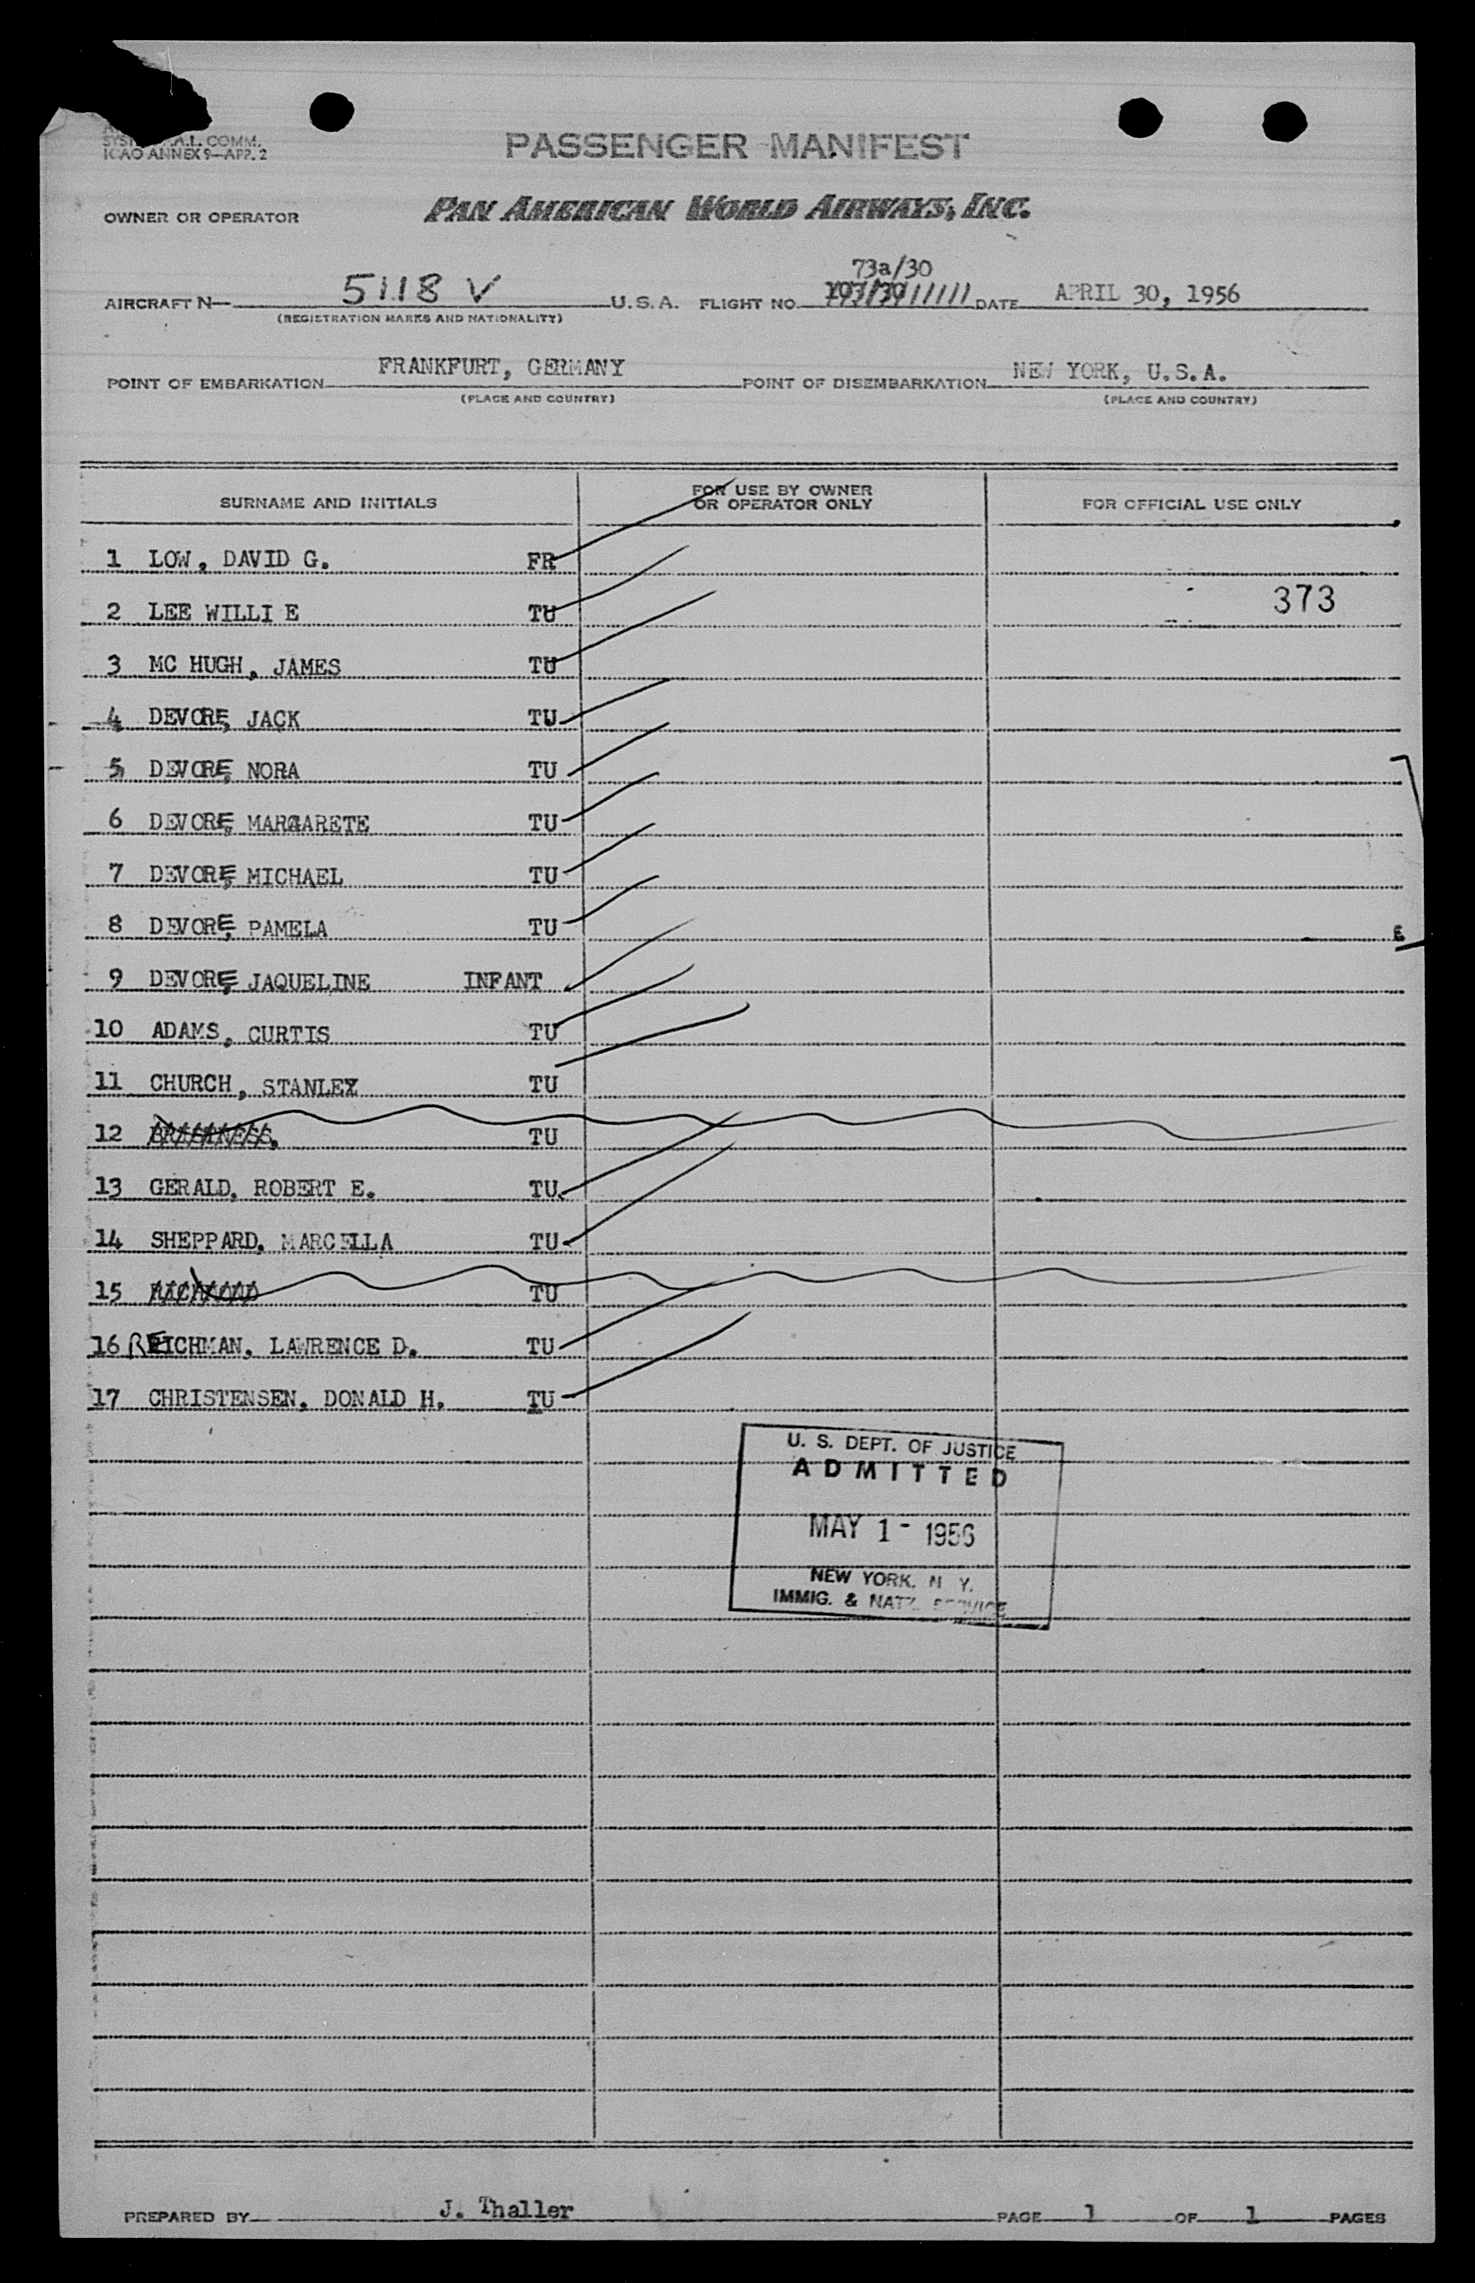 A.I. COMM.
ICAO ANNEX 9—APP. 2
PASSENGER MANIFEST
OWNER OR OPERATOR PAN AMERICAN WORLD AIRWAYS, INC.
73a/30
AIRCRAFT N— 5118 V U.S.A. FLIGHT NO. DATE APRIL 30, 1956
(REGISTRATION MARKS AND NATIONALITY)
POINT OF EMBARKATION FRANKFURT, GERMANY POINT OF DISEMBARKATION NEW YORK, U.S.A.
(PLACE AND COUNTRY) (PLACE AND COUNTRY)
SURNAME AND INITIALS FOR USE BY OWNER OR OPERATOR ONLY FOR OFFICIAL USE ONLY
1 LOW, DAVID G. FR
2 LEE WILLI E TU 373
3 MC HUGH, JAMES TU
4 DEVORE, JACK TU
5 DEVORE, NORA TU
6 DEVORE, MARGARETE TU
7 DEVORE, MICHAEL TU
8 DEVORE, PAMELA TU
E
9 DEVORE, JAQUELINE INFANT
10 ADAMS, CURTIS TU
11 CHURCH, STANLEY TU
12 TU
13 GERALD, ROBERT E. TU
14 SHEPPARD, MARCELLA TU
15 TU
16 REICHMAN, LAWRENCE D. TU
17 CHRISTENSEN, DONALD H. TU
U. S. DEPT. OF JUSTICE
ADMITTED
MAY 1 - 1956
NEW YORK, N. Y.
IMMIG. & NATZ. SERVICE
PREPARED BY J. Thaller PAGE 1 OF 1 PAGES